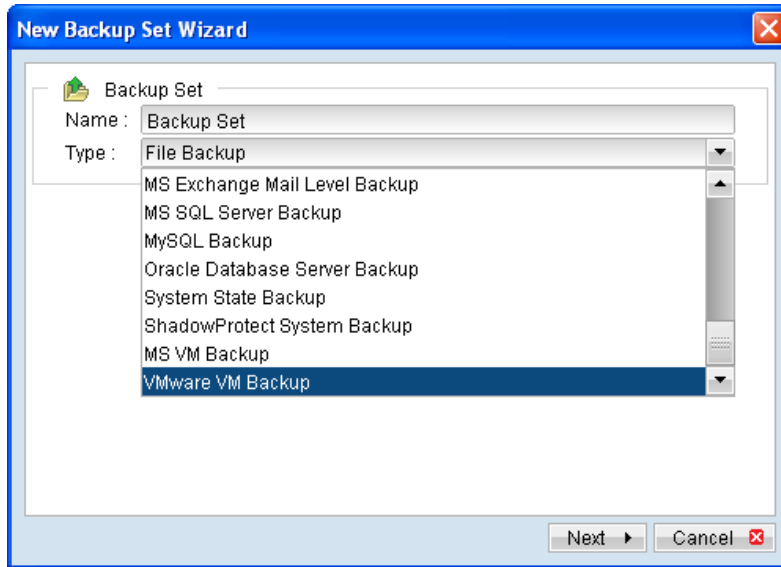 New Backup Set Wizard
Backup Set
Name : Backup Set
Type : File Backup
MS Exchange Mail Level Backup
MS SQL Server Backup
MySQL Backup
Oracle Database Server Backup
System State Backup
ShadowProtect System Backup
MS VM Backup
VMware VM Backup
Next Cancel